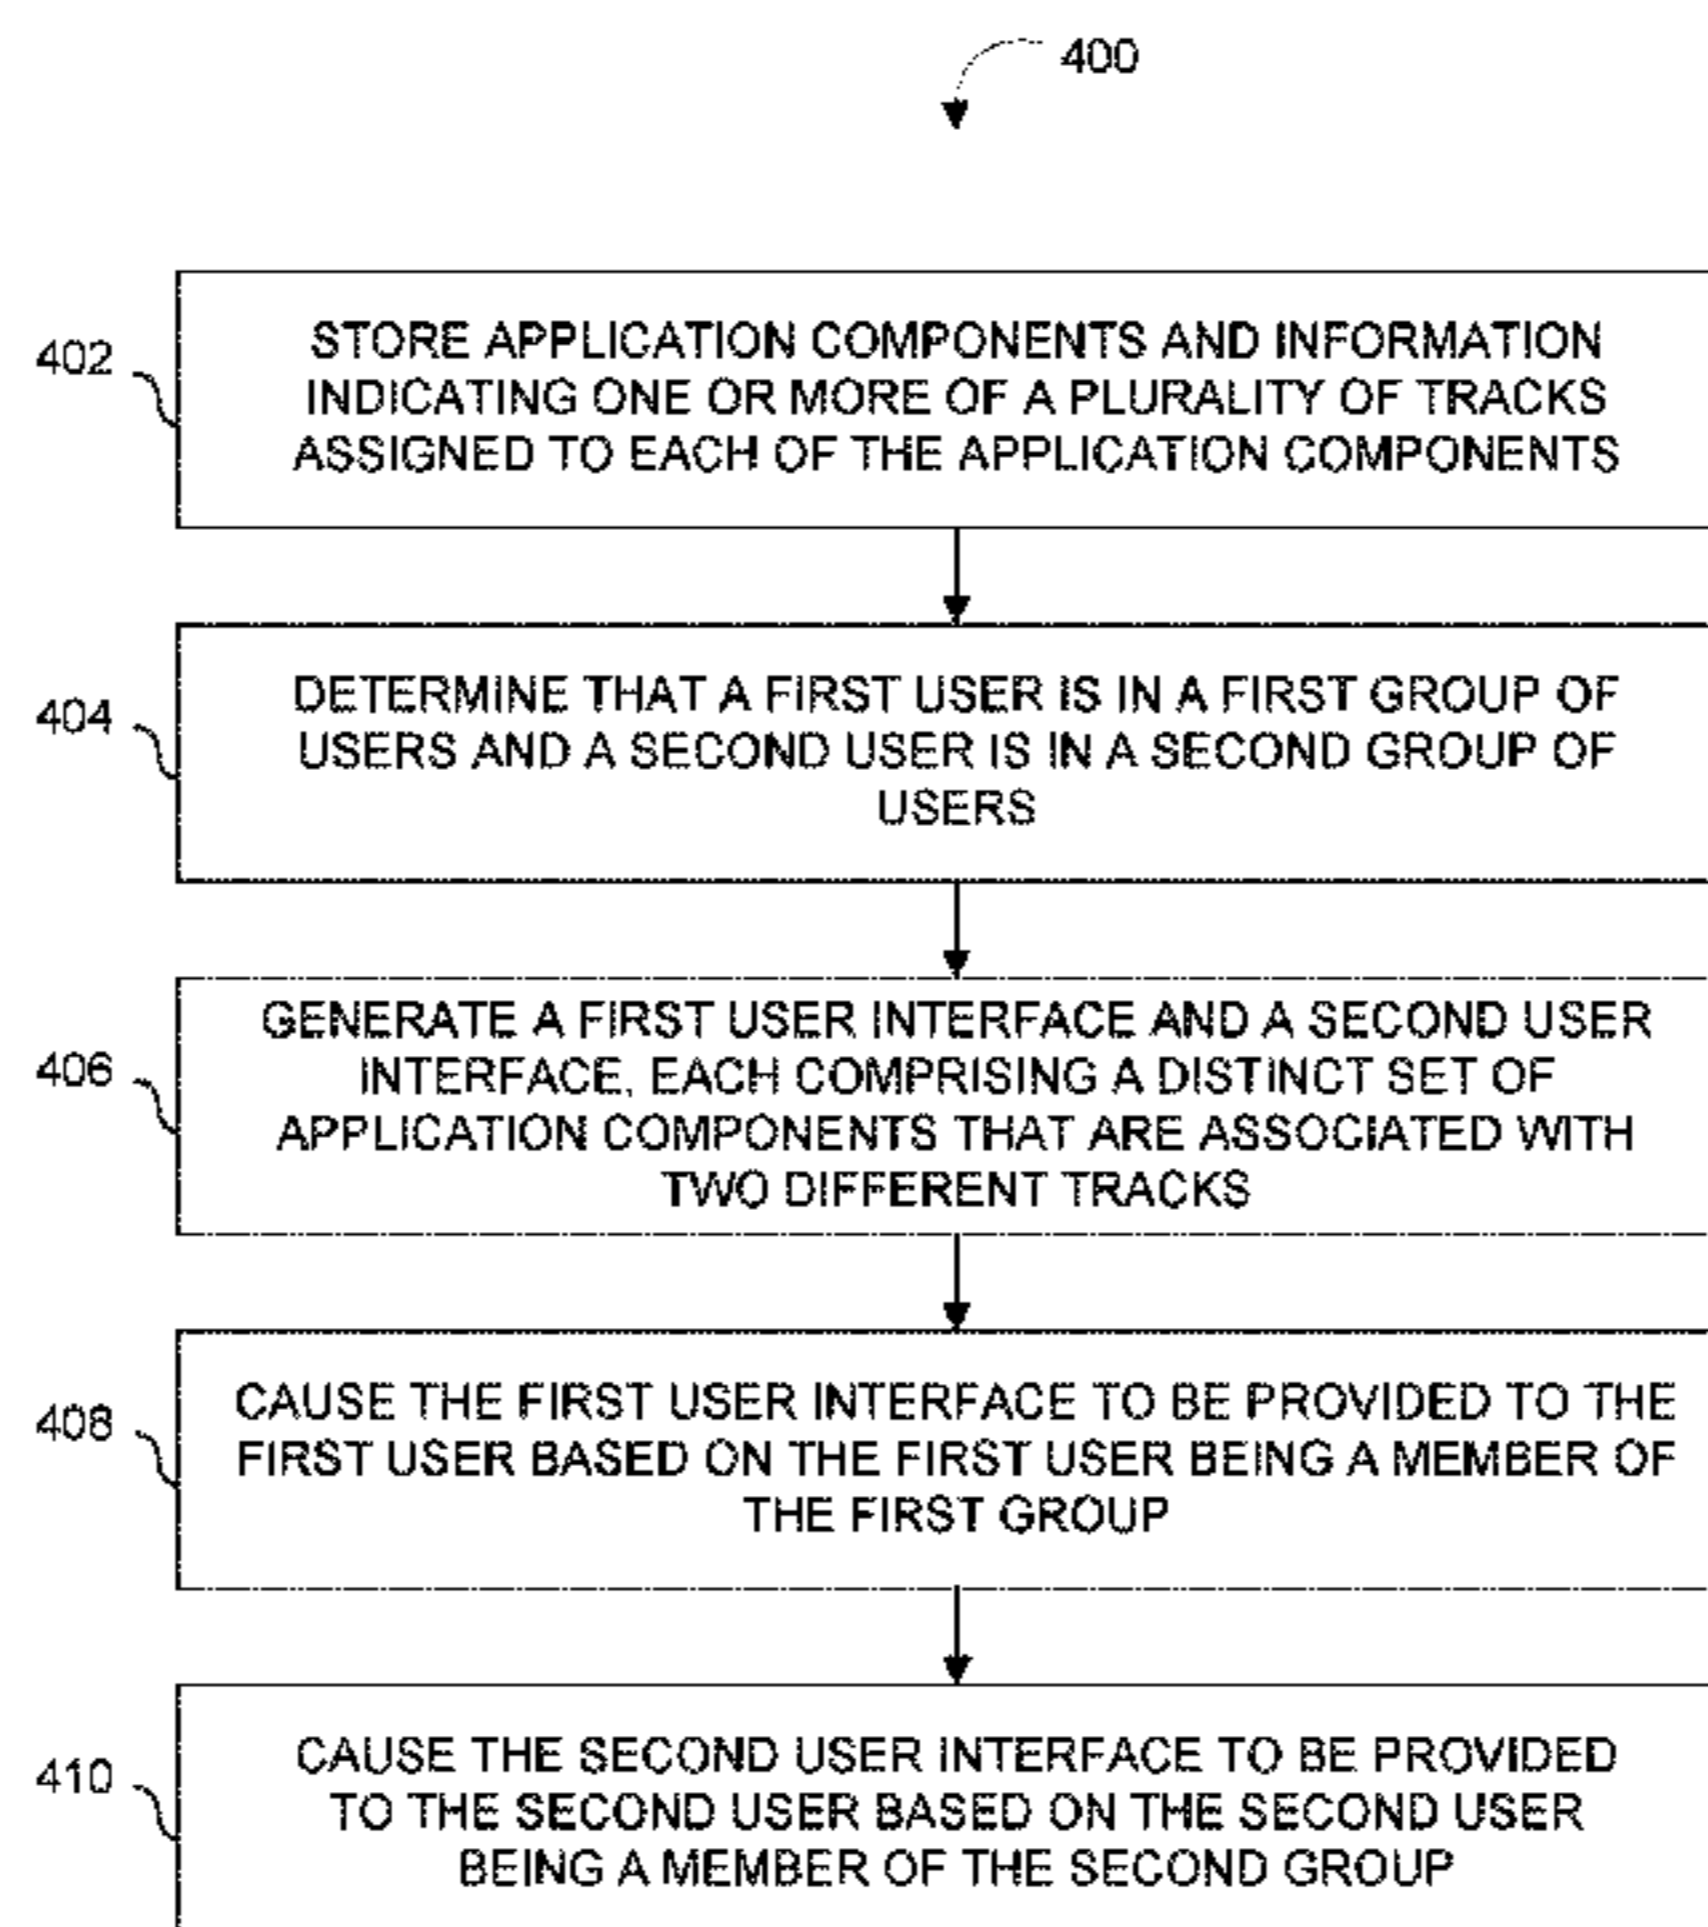 400
402
STORE APPLICATION COMPONENTS AND INFORMATION
INDICATING ONE OR MORE OF A PLURALITY OF TRACKS
ASSIGNED TO EACH OF THE APPLICATION COMPONENTS
404
DETERMINE THAT A FIRST USER IS IN A FIRST GROUP OF
USERS AND A SECOND USER IS IN A SECOND GROUP OF
USERS
406
GENERATE A FIRST USER INTERFACE AND A SECOND USER
INTERFACE, EACH COMPRISING A DISTINCT SET OF
APPLICATION COMPONENTS THAT ARE ASSOCIATED WITH
TWO DIFFERENT TRACKS
408
CAUSE THE FIRST USER INTERFACE TO BE PROVIDED TO THE
FIRST USER BASED ON THE FIRST USER BEING A MEMBER OF
THE FIRST GROUP
410
CAUSE THE SECOND USER INTERFACE TO BE PROVIDED
TO THE SECOND USER BASED ON THE SECOND USER
BEING A MEMBER OF THE SECOND GROUP